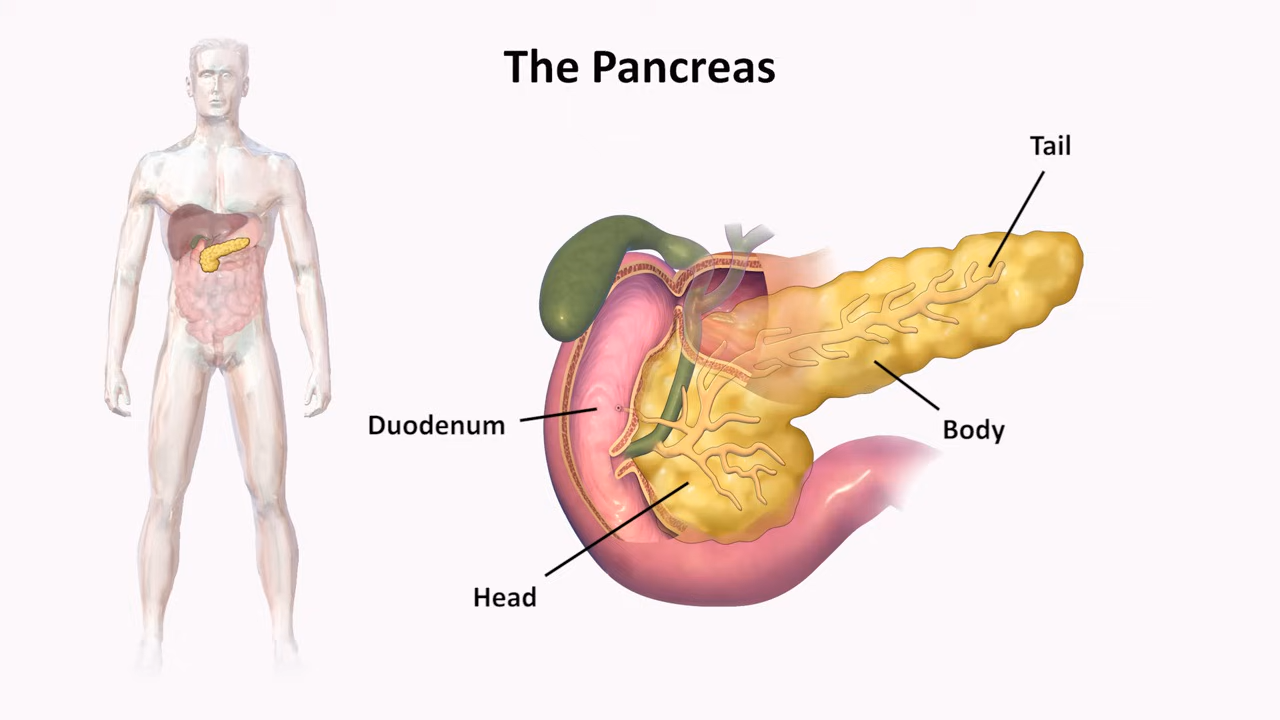 The Pancreas
Tail
Duodenum
Body
Head